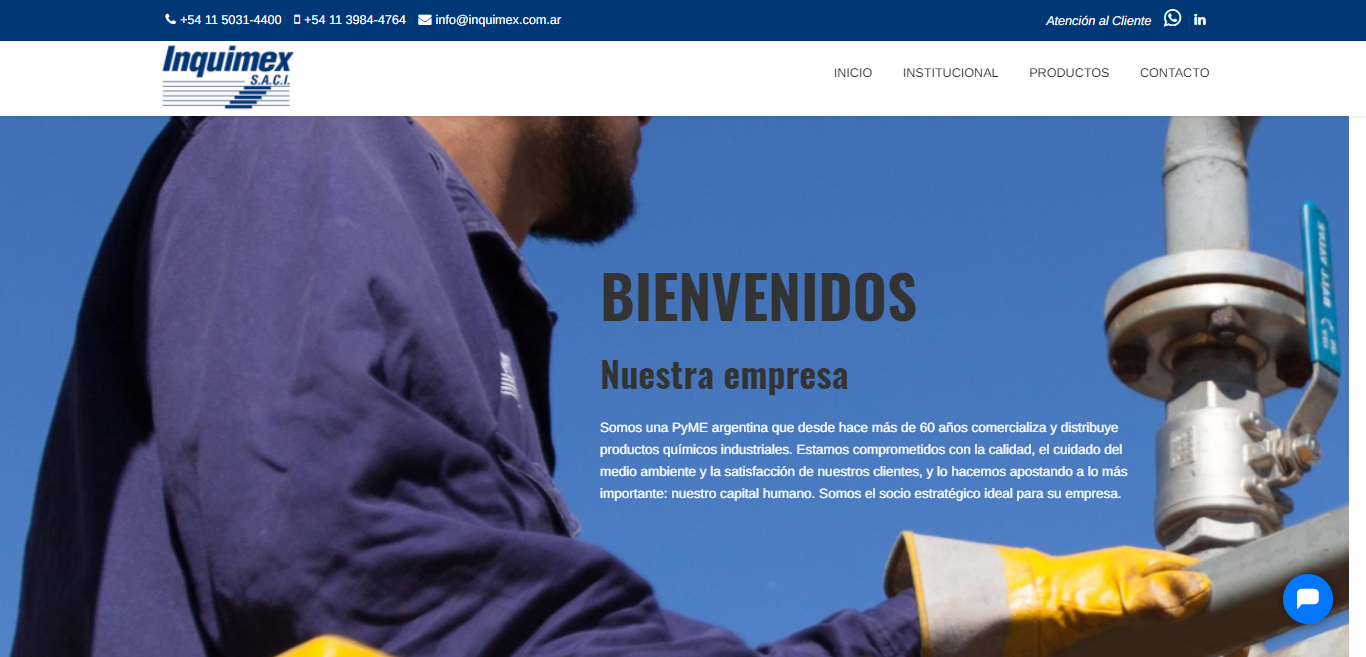 +54 11 5031-4400 +54 11 3984-4764 info@inquimex.com.ar Atención al Cliente in
Inquimex
S.A.C.I.
INICIO INSTITUCIONAL PRODUCTOS CONTACTO
BIENVENIDOS
Nuestra empresa
Somos una PyME argentina que desde hace más de 60 años comercializa y distribuye
productos químicos industriales. Estamos comprometidos con la calidad, el cuidado del
medio ambiente y la satisfacción de nuestros clientes, y lo hacemos apostando a lo más
importante: nuestro capital humano. Somos el socio estratégico ideal para su empresa.
BALL VALVE